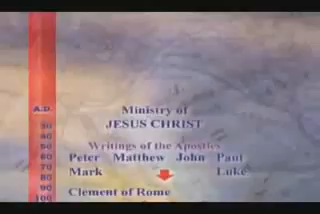 A.D.
30
40
50
60
70
80
90
100
Ministry of
JESUS CHRIST
Writings of the Apostles
Peter Matthew John Paul
Mark Luke
Clement of Rome